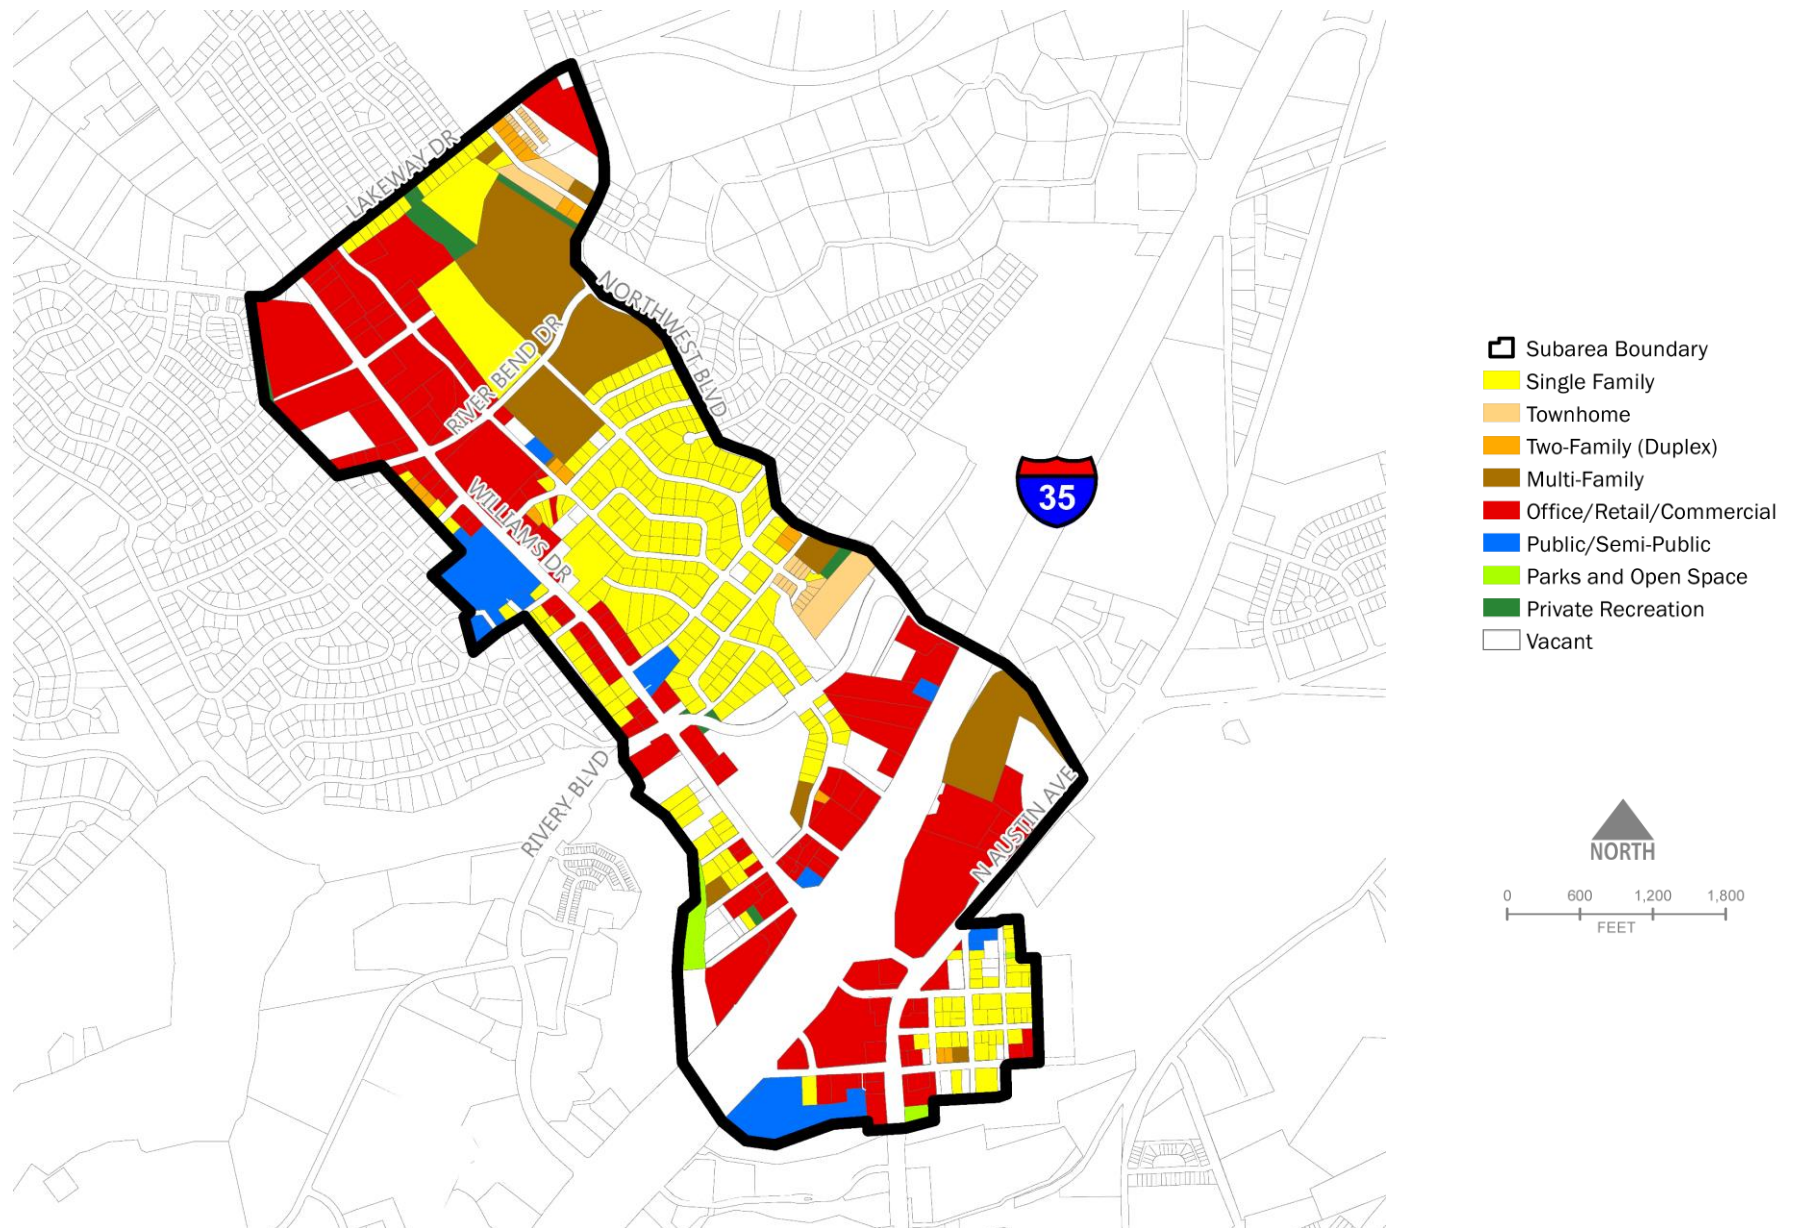 LAKEWAY DR
NORTHWEST BLVD
RIVER BEND DR
WILLIAMS DR
RIVERY BLVD
N AUSTIN AVE
35
Subarea Boundary
Single Family
Townhome
Two-Family (Duplex)
Multi-Family
Office/Retail/Commercial
Public/Semi-Public
Parks and Open Space
Private Recreation
Vacant
NORTH
0 600 1,200 1,800
FEET